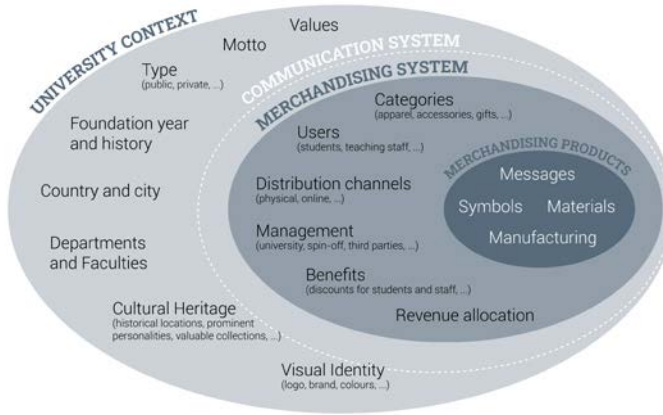 UNIVERSITY CONTEXT
Values
Motto
Type
(public, private, ...)
Foundation year
and history
Country and city
Departments
and Faculties
Cultural Heritage
(historical locations, prominent
personalities, valuable collections, ...)
Visual Identity
(logo, brand, colours, ...)
COMMUNICATION SYSTEM
MERCHANDISING SYSTEM
Categories
(apparel, accessories, gifts, ...)
Users
(students, teaching staff, ...)
Distribution channels
(physical, online, ...)
Management
(university, spin-off, third parties, ...)
Benefits
(discounts for students and staff, ...)
Revenue allocation
MERCHANDISING PRODUCTS
Messages
Symbols Materials
Manufacturing